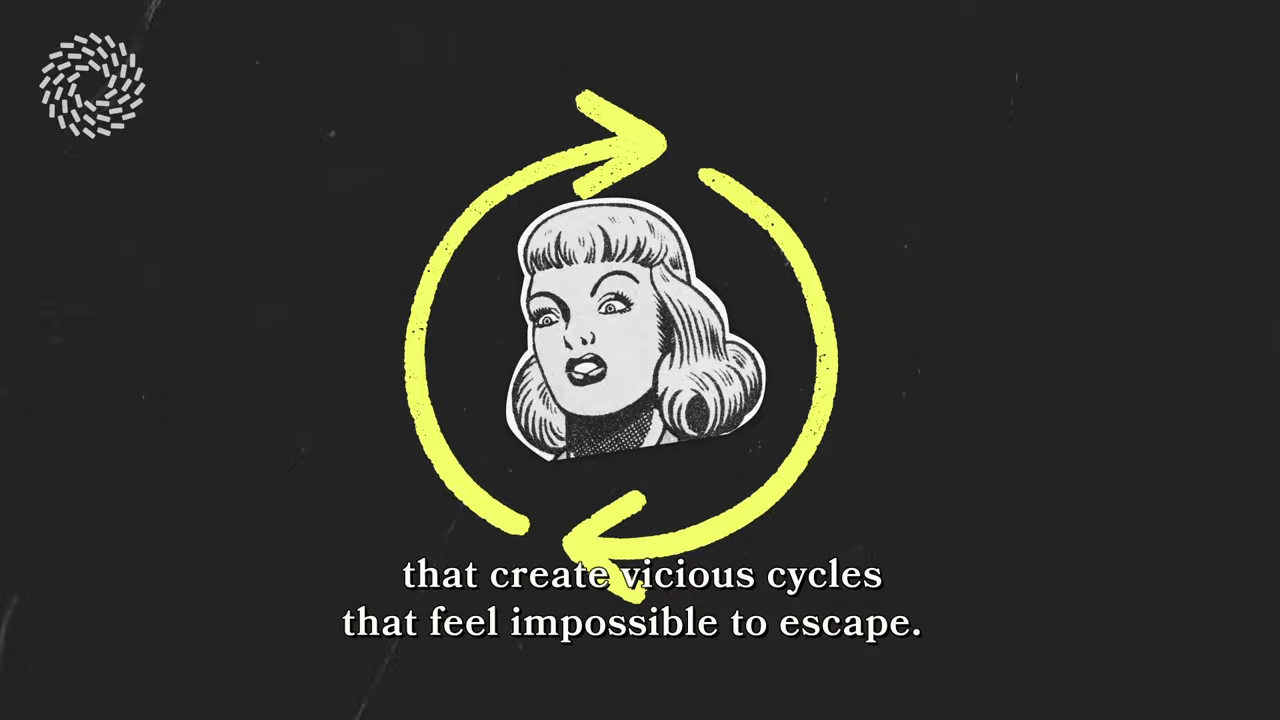 that create vicious cycles
that feel impossible to escape.